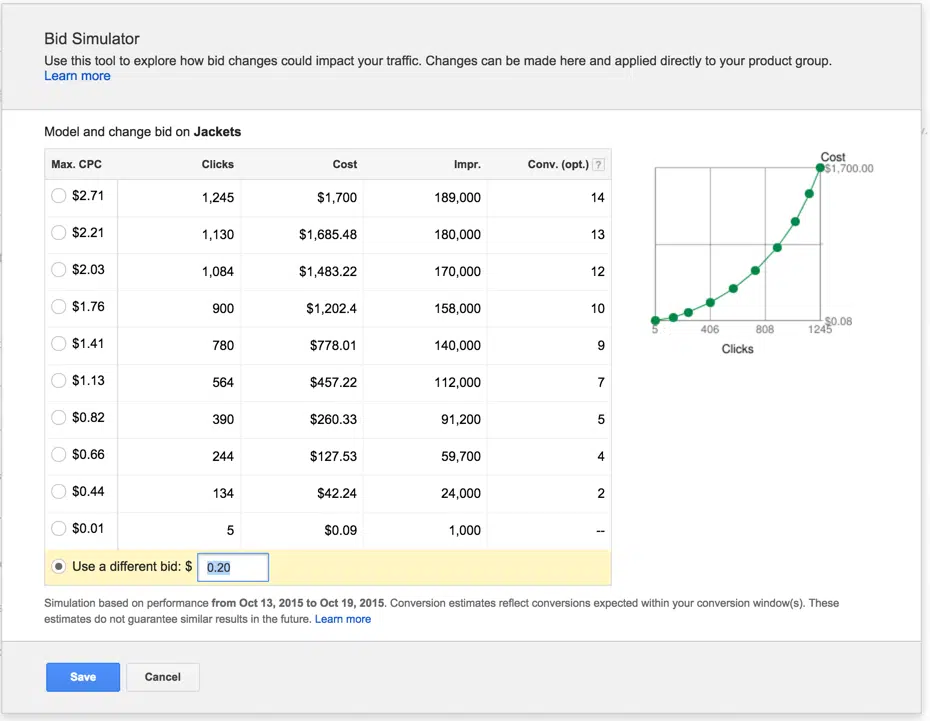 Bid Simulator
Use this tool to explore how bid changes could impact your traffic. Changes can be made here and applied directly to your product group.
Learn more
Model and change bid on Jackets
Max. CPC Clicks Cost Impr. Conv. (opt.) ?
$2.71 1,245 $1,700 189,000 14
$2.21 1,130 $1,685.48 180,000 13
$2.03 1,084 $1,483.22 170,000 12
$1.76 900 $1,202.4 158,000 10
$1.41 780 $778.01 140,000 9
$1.13 564 $457.22 112,000 7
$0.82 390 $260.33 91,200 5
$0.66 244 $127.53 59,700 4
$0.44 134 $42.24 24,000 2
$0.01 5 $0.09 1,000 --
Use a different bid: $ 0.20
Cost
$1,700.00
$0.08
5 406 808 1245
Clicks
Simulation based on performance from Oct 13, 2015 to Oct 19, 2015. Conversion estimates reflect conversions expected within your conversion window(s). These
estimates do not guarantee similar results in the future. Learn more
Save Cancel